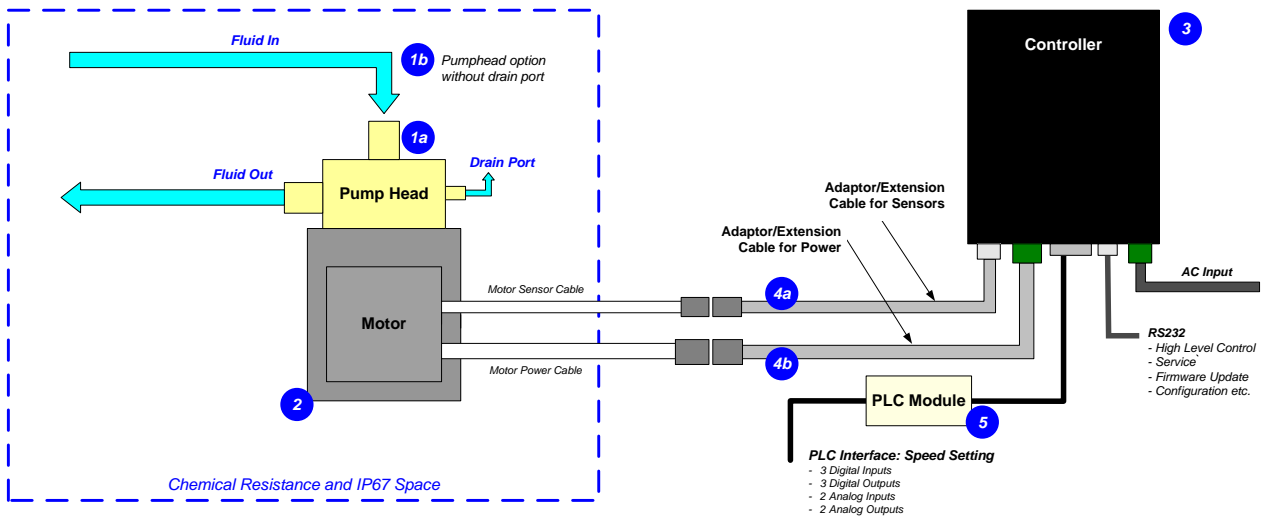 Fluid In
1b
Pumphead option
without drain port
1a
Drain Port
Fluid Out
Pump Head
Motor
2
Motor Sensor Cable
Motor Power Cable
Chemical Resistance and IP67 Space
Controller
3
Adaptor/Extension
Cable for Sensors
Adaptor/Extension
Cable for Power
4a
4b
AC Input
RS232
- High Level Control
- Service`
- Firmware Update
- Configuration etc.
PLC Module
5
PLC Interface: Speed Setting
- 3 Digital Inputs
- 3 Digital Outputs
- 2 Analog Inputs
- 2 Analog Outputs